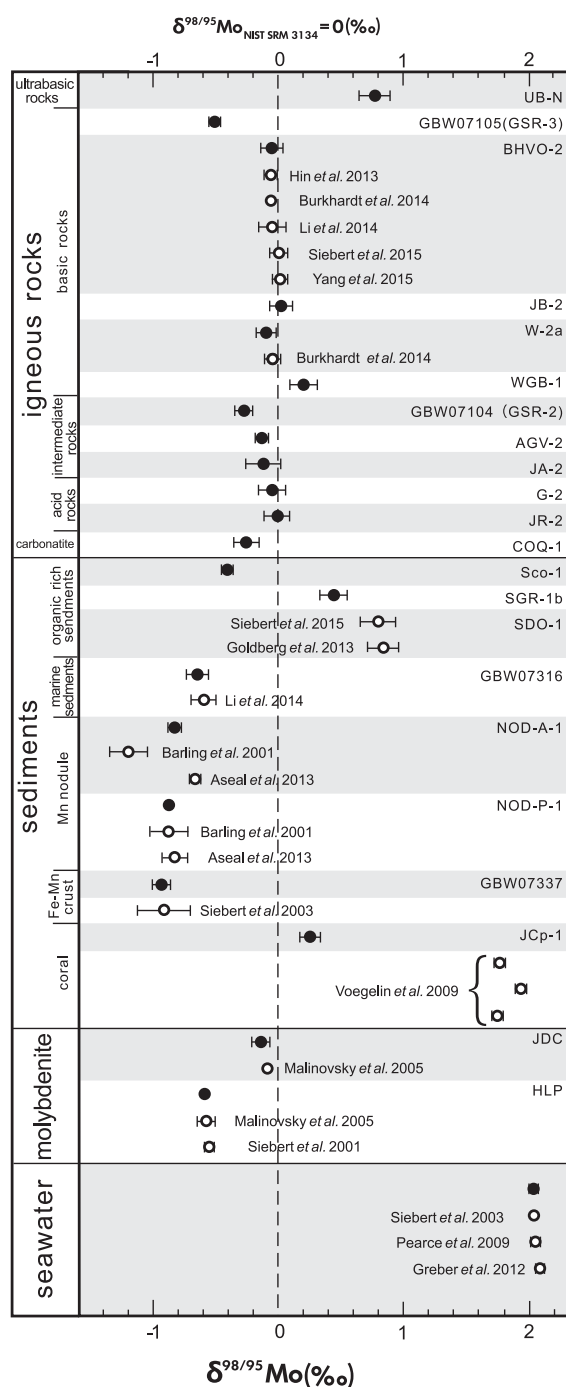 δ98/95Mo NIST SRM 3134 = 0(‰)
-1 0 1 2
igneous rocks
ultrabasic rocks
UB-N
basic rocks
GBW07105(GSR-3)
BHVO-2
Hin et al. 2013
Burkhardt et al. 2014
Li et al. 2014
Siebert et al. 2015
Yang et al. 2015
JB-2
W-2a
Burkhardt et al. 2014
WGB-1
intermediate rocks
GBW07104 (GSR-2)
AGV-2
JA-2
acid rocks
G-2
JR-2
carbonatite
COQ-1
sediments
organic rich sendments
Sco-1
SGR-1b
Siebert et al. 2015 SDO-1
Goldberg et al. 2013
marine sedments
GBW07316
Li et al. 2014
Mn nodule
NOD-A-1
Barling et al. 2001
Aseal et al. 2013
NOD-P-1
Barling et al. 2001
Aseal et al. 2013
Fe-Mn crust
GBW07337
Siebert et al. 2003
coral
JCp-1
Voegelin et al. 2009
molybdenite
JDC
Malinovsky et al. 2005
HLP
Malinovsky et al. 2005
Siebert et al. 2001
seawater
Siebert et al. 2003
Pearce et al. 2009
Greber et al. 2012
-1 0 1 2
δ98/95Mo(‰)